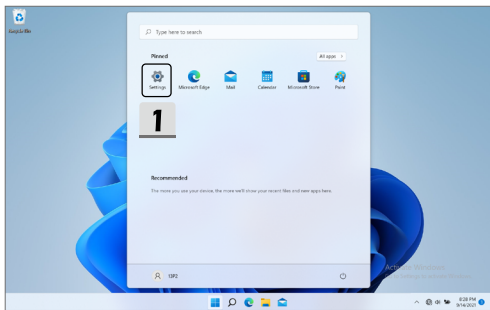 Recycle Bin
Type here to search
Pinned
All apps >
Settings
Microsoft Edge
Mail
Calendar
Microsoft Store
Paint
1
Recommended
The more you use your device, the more we'll show your recent files and new apps here.
Activate Windows
8:28 PM
9/14/2021